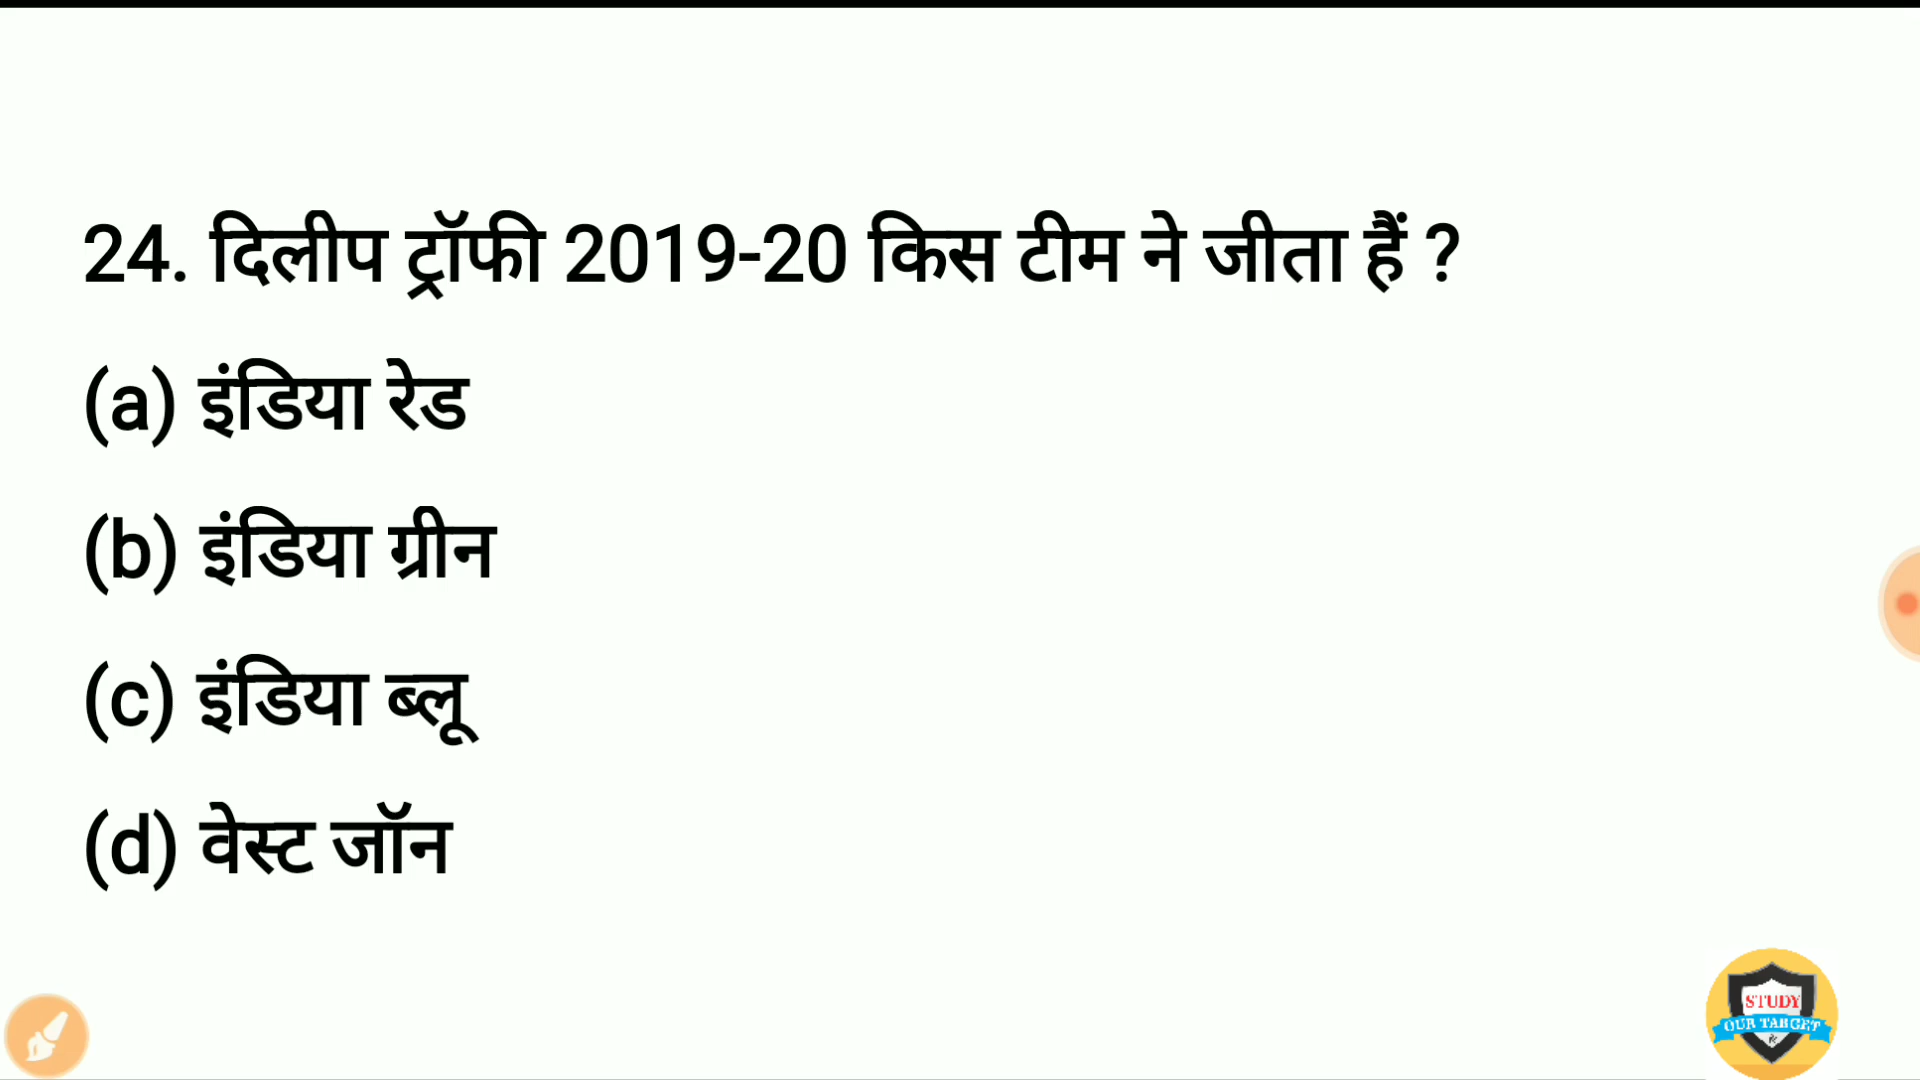 24. दिलीप ट्रॉफी 2019-20 किस टीम ने जीता हैं ?
(a) इंडिया रेड
(b) इंडिया ग्रीन
(c) इंडिया ब्लू
(d) वेस्ट जॉन
STUDY
OUR TARGET